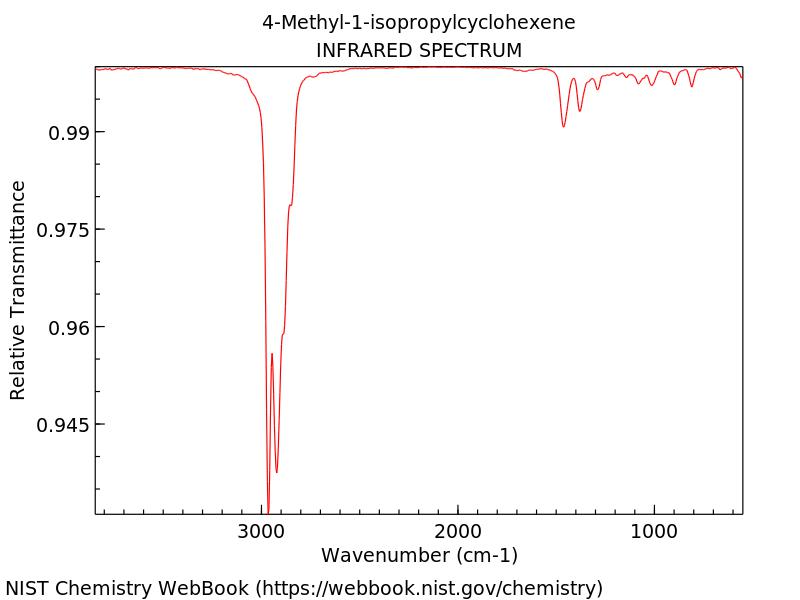 4-Methyl-1-isopropylcyclohexene
INFRARED SPECTRUM
0.99
0.975
0.96
0.945
Relative Transmittance
3000 2000 1000
Wavenumber (cm-1)
NIST Chemistry WebBook (https://webbook.nist.gov/chemistry)